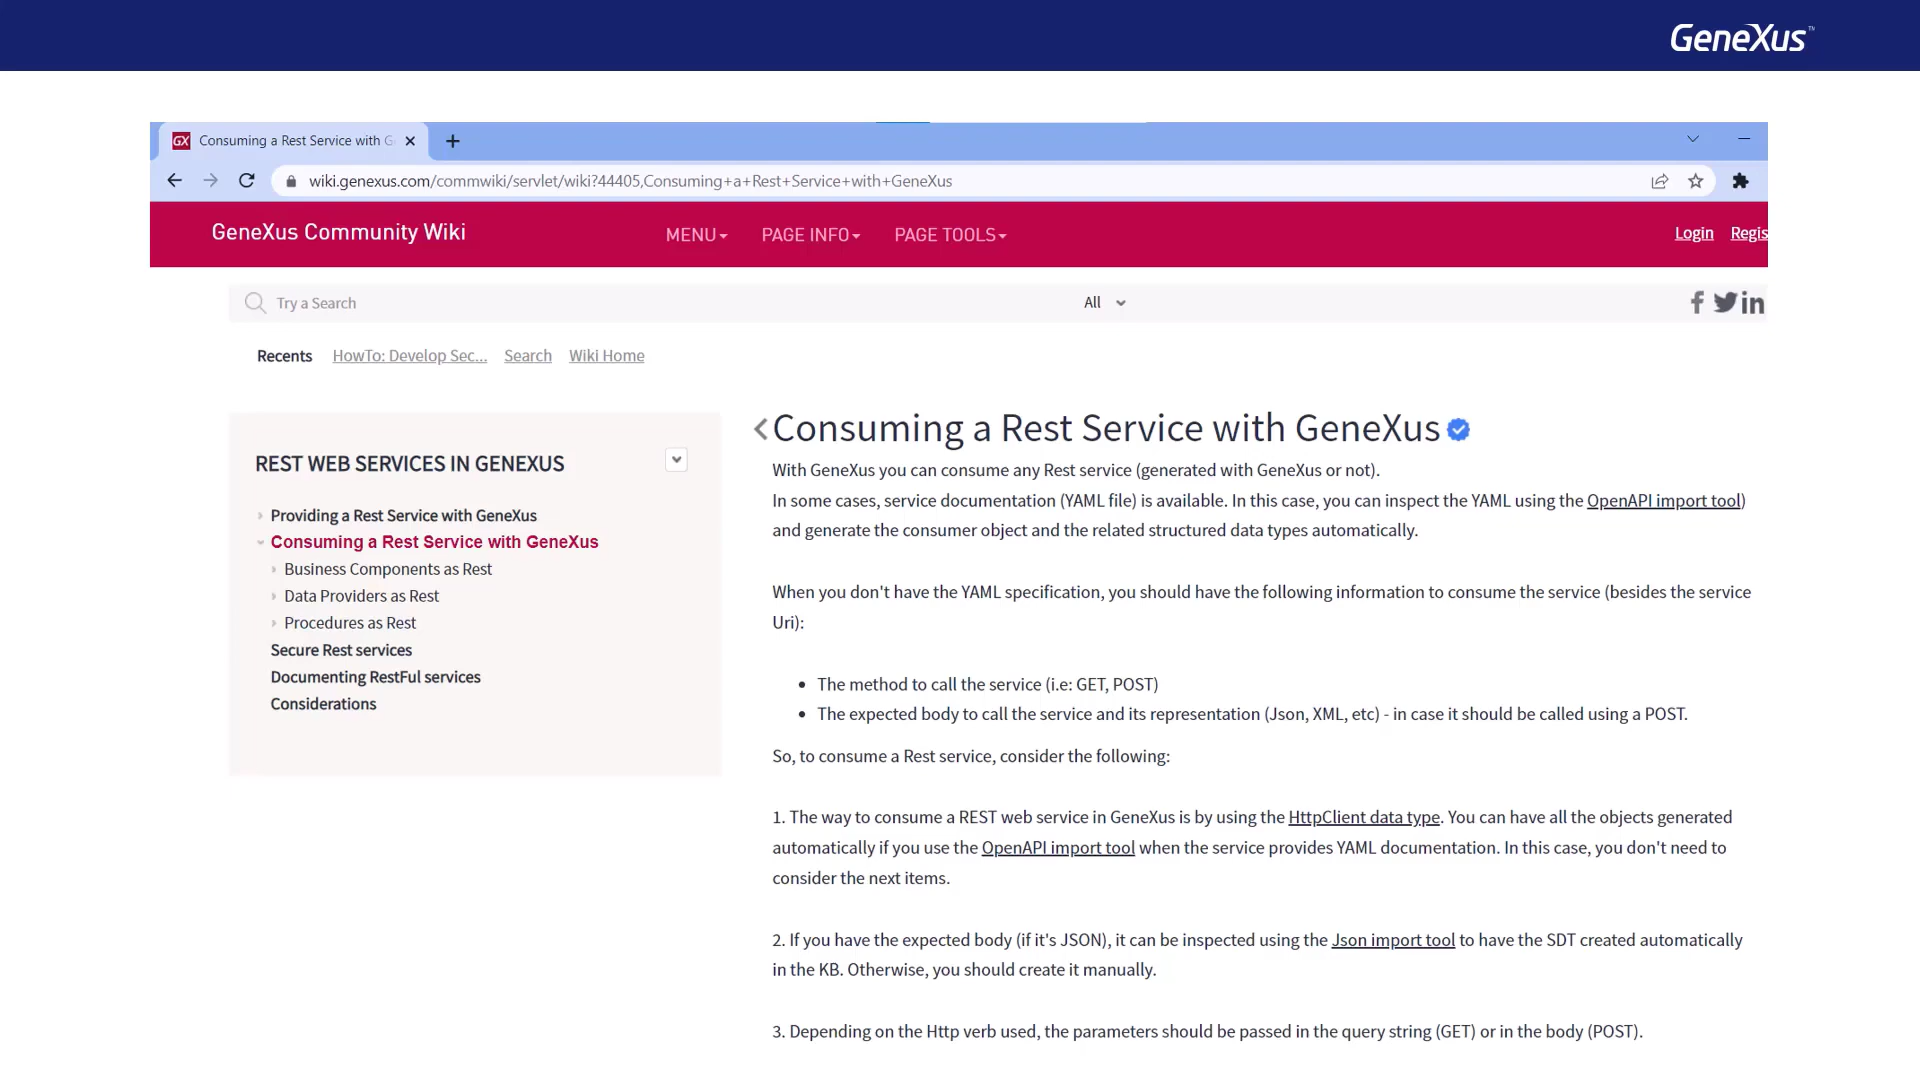 GeneXus™
GX Consuming a Rest Service with G
wiki.genexus.com/commwiki/servlet/wiki?44405,Consuming+a+Rest+Service+with+GeneXus
GeneXus Community Wiki
MENU
PAGE INFO
PAGE TOOLS
Login Regis
Try a Search
All
Recents HowTo: Develop Sec... Search Wiki Home
REST WEB SERVICES IN GENEXUS
Providing a Rest Service with GeneXus
Consuming a Rest Service with GeneXus
Business Components as Rest
Data Providers as Rest
Procedures as Rest
Secure Rest services
Documenting RestFul services
Considerations
Consuming a Rest Service with GeneXus
With GeneXus you can consume any Rest service (generated with GeneXus or not).
In some cases, service documentation (YAML file) is available. In this case, you can inspect the YAML using the OpenAPI import tool)
and generate the consumer object and the related structured data types automatically.
When you don't have the YAML specification, you should have the following information to consume the service (besides the service
Uri):
• The method to call the service (i.e: GET, POST)
• The expected body to call the service and its representation (Json, XML, etc) - in case it should be called using a POST.
So, to consume a Rest service, consider the following:
1. The way to consume a REST web service in GeneXus is by using the HttpClient data type. You can have all the objects generated
automatically if you use the OpenAPI import tool when the service provides YAML documentation. In this case, you don't need to
consider the next items.
2. If you have the expected body (if it's JSON), it can be inspected using the Json import tool to have the SDT created automatically
in the KB. Otherwise, you should create it manually.
3. Depending on the Http verb used, the parameters should be passed in the query string (GET) or in the body (POST).